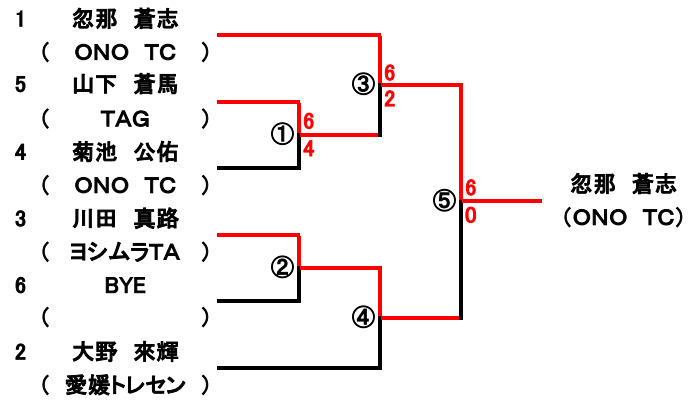 1 忽那 蒼志
( ONO TC )
5 山下 蒼馬
( TAG )
4 菊池 公佑
( ONO TC )
3 川田 真路
( ヨシムラTA )
6 BYE
( )
2 大野 來輝
( 愛媛トレセン )
① 6
4
②
③ 6
2
④
⑤ 6
0
忽那 蒼志
(ONO TC)